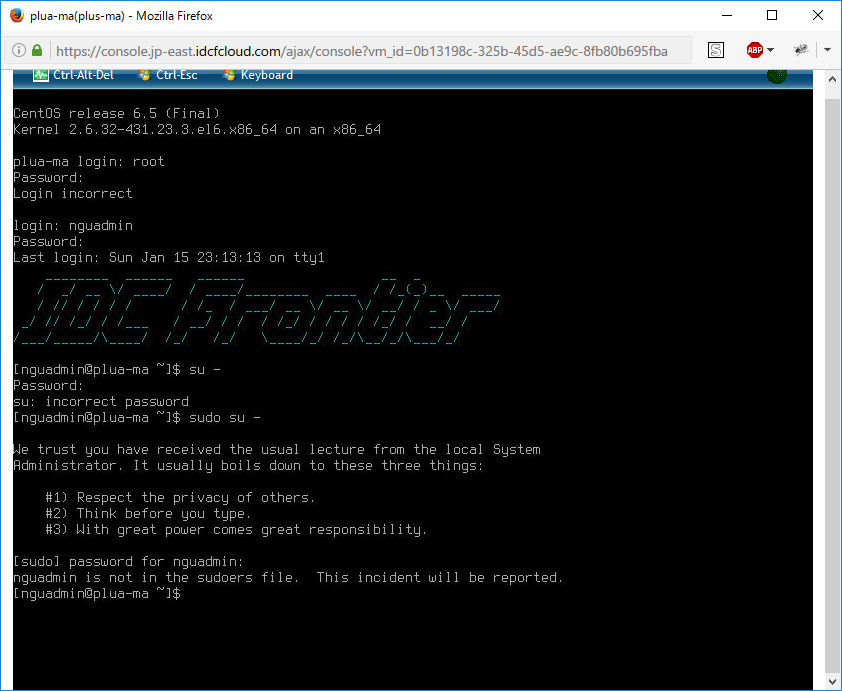 plua-ma(plus-ma) - Mozilla Firefox
https://console.jp-east.idcfcloud.com/ajax/console?vm_id=0b13198c-325b-45d5-ae9c-8fb80b695fba
S
ABP
Ctrl-Alt-Del Ctrl-Esc Keyboard
CentOS release 6.5 (Final)
Kernel 2.6.32-431.23.3.el6.x86_64 on an x86_64
plua-ma login: root
Password:
Login incorrect
login: nguadmin
Password:
Last login: Sun Jan 15 23:13:13 on tty1
IDC Frontier
[nguadmin@plua-ma ~]$ su -
Password:
su: incorrect password
[nguadmin@plua-ma ~]$ sudo su -
We trust you have received the usual lecture from the local System
Administrator. It usually boils down to these three things:
#1) Respect the privacy of others.
#2) Think before you type.
#3) With great power comes great responsibility.
[sudo] password for nguadmin:
nguadmin is not in the sudoers file.  This incident will be reported.
[nguadmin@plua-ma ~]$